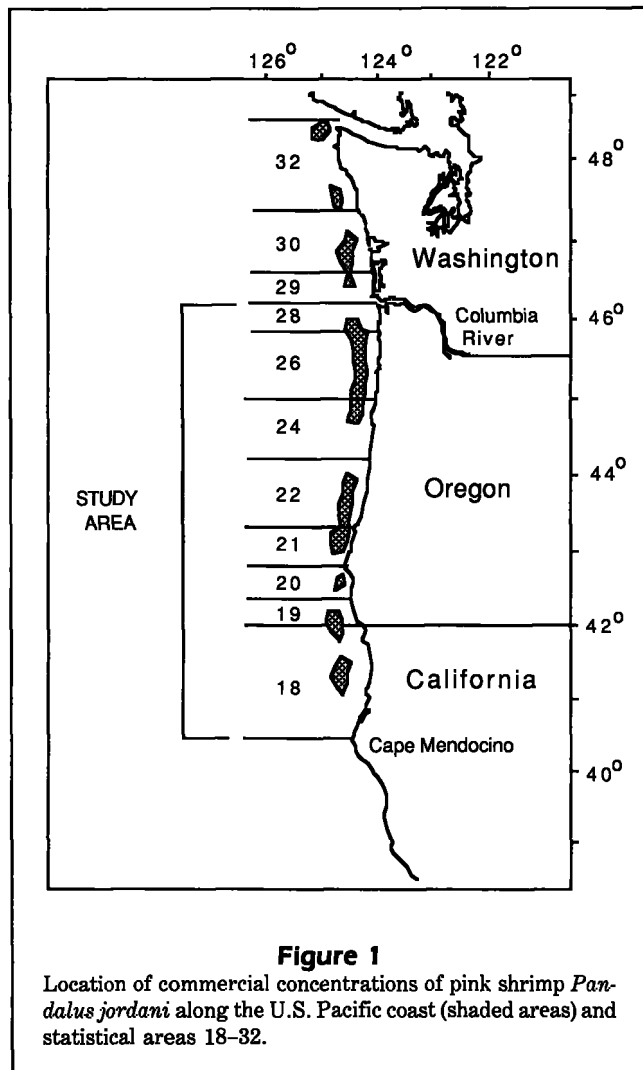 126° 124° 122°
48°
32
30
Washington
29
28
Columbia
River
46°
26
24
44°
22
Oregon
STUDY
AREA
21
20
19
42°
18
California
Cape Mendocino
40°
Figure 1
Location of commercial concentrations of pink shrimp Pan-
dalus jordani along the U.S. Pacific coast (shaded areas) and
statistical areas 18–32.